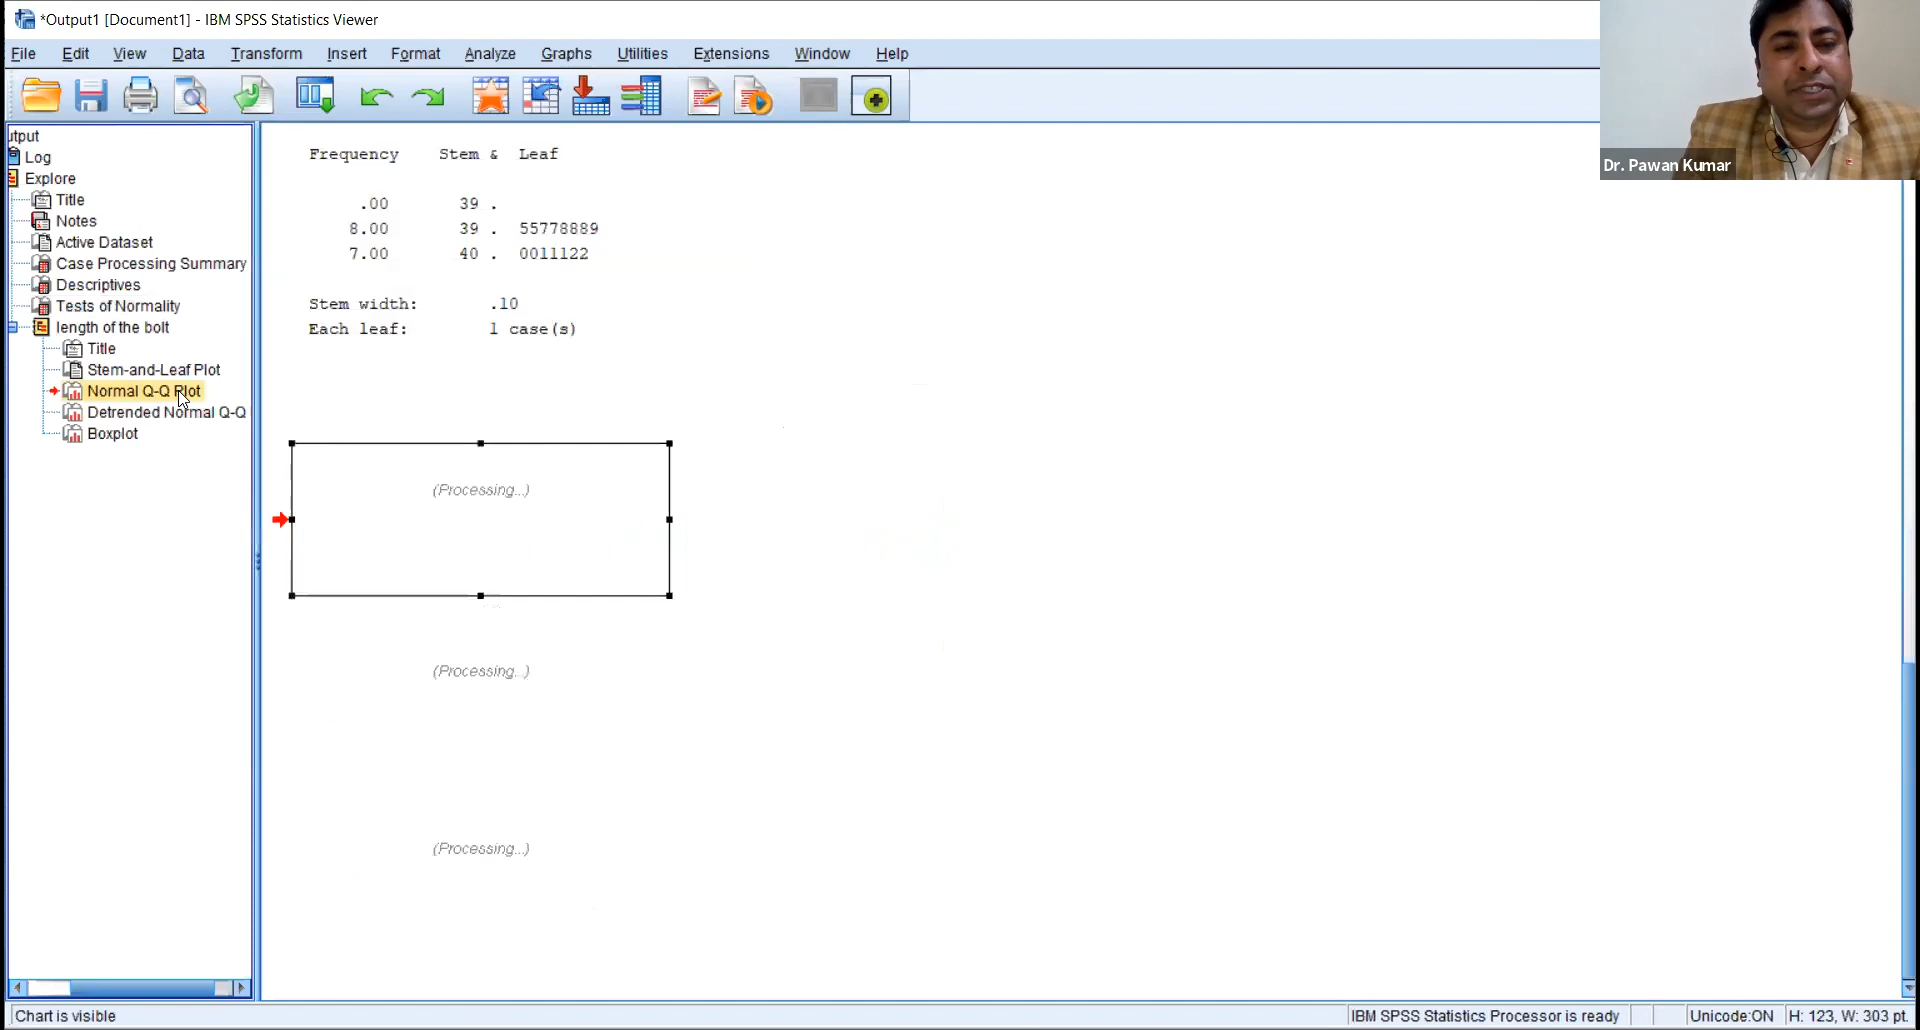 *Output1 [Document1] - IBM SPSS Statistics Viewer
File Edit View Data Transform Insert Format Analyze Graphs Utilities Extensions Window Help
Dr. Pawan Kumar
utput
Log
Explore
Title
Notes
Active Dataset
Case Processing Summary
Descriptives
Tests of Normality
length of the bolt
Title
Stem-and-Leaf Plot
Normal Q-Q Plot
Detrended Normal Q-Q
Boxplot
Frequency Stem & Leaf
.00 39 .
8.00 39 . 55778889
7.00 40 . 0011122
Stem width: .10
Each leaf: 1 case(s)
(Processing...)
(Processing...)
(Processing...)
Chart is visible
IBM SPSS Statistics Processor is ready
Unicode:ON
H: 123, W: 303 pt.